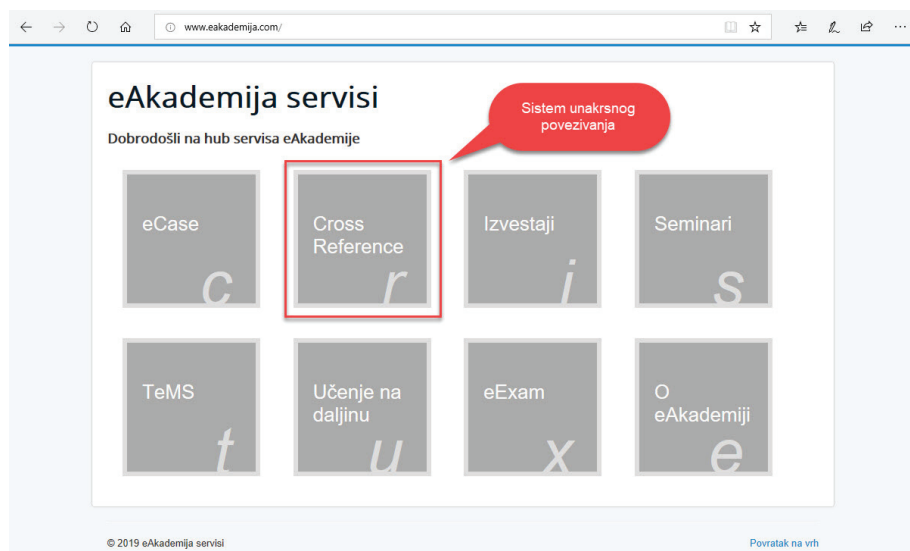 www.eakademija.com/
eAkademija servisi
Sistem unakrsnog
povezivanja
Dobrodošli na hub servisa eAkademije
eCase
c
Cross
Reference
r
Izvestaji
i
Seminari
s
TeMS
t
Učenje na
daljinu
u
eExam
x
O
eAkademiji
e
© 2019 eAkademija servisi
Povratak na vrh